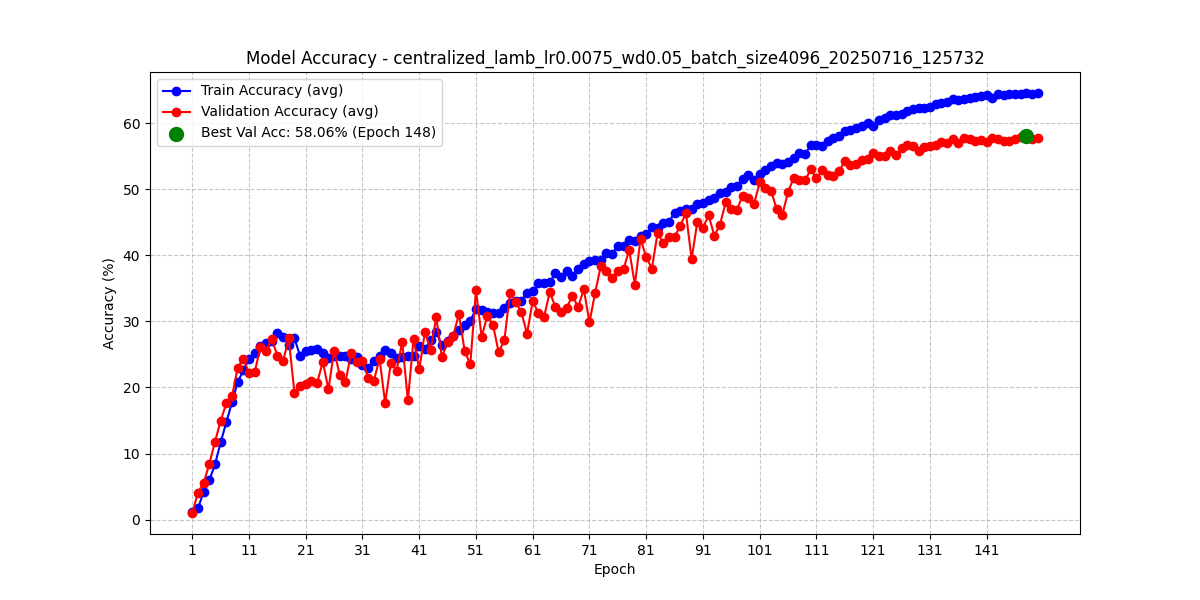 Model Accuracy - centralized_lamb_lr0.0075_wd0.05_batch_size4096_20250716_125732
Train Accuracy (avg)
Validation Accuracy (avg)
Best Val Acc: 58.06% (Epoch 148)
Accuracy (%)
60
50
40
30
20
10
0
1 11 21 31 41 51 61 71 81 91 101 111 121 131 141
Epoch